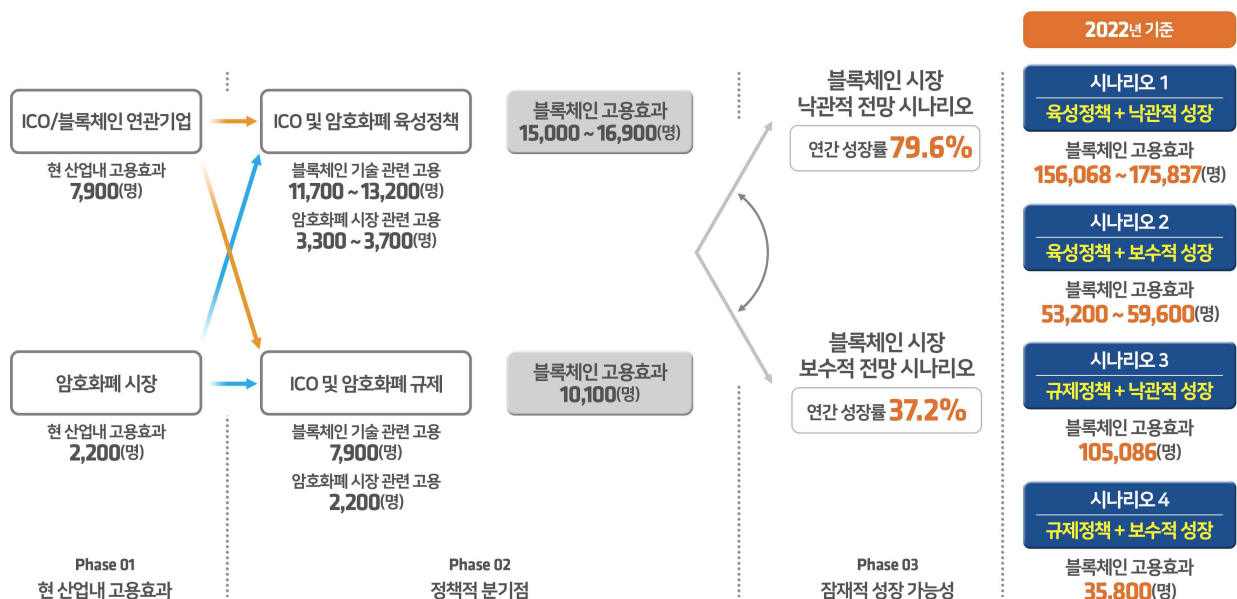 ICO/블록체인 연관기업
현 산업내 고용효과
7,900(명)
암호화폐 시장
현 산업내 고용효과
2,200(명)
Phase 01
현 산업내 고용효과
ICO 및 암호화폐 육성정책
블록체인 기술 관련 고용
11,700 ~ 13,200(명)
암호화폐 시장 관련 고용
3,300 ~ 3,700(명)
블록체인 고용효과
15,000 ~ 16,900(명)
ICO 및 암호화폐 규제
블록체인 기술 관련 고용
7,900(명)
암호화폐 시장 관련 고용
2,200(명)
블록체인 고용효과
10,100(명)
Phase 02
정책적 분기점
블록체인 시장
낙관적 전망 시나리오
연간 성장률 79.6%
블록체인 시장
보수적 전망 시나리오
연간 성장률 37.2%
Phase 03
잠재적 성장 가능성
2022년 기준
시나리오 1
육성정책 + 낙관적 성장
블록체인 고용효과
156,068 ~ 175,837(명)
시나리오 2
육성정책 + 보수적 성장
블록체인 고용효과
53,200 ~ 59,600(명)
시나리오 3
규제정책 + 낙관적 성장
블록체인 고용효과
105,086(명)
시나리오 4
규제정책 + 보수적 성장
블록체인 고용효과
35,800(명)